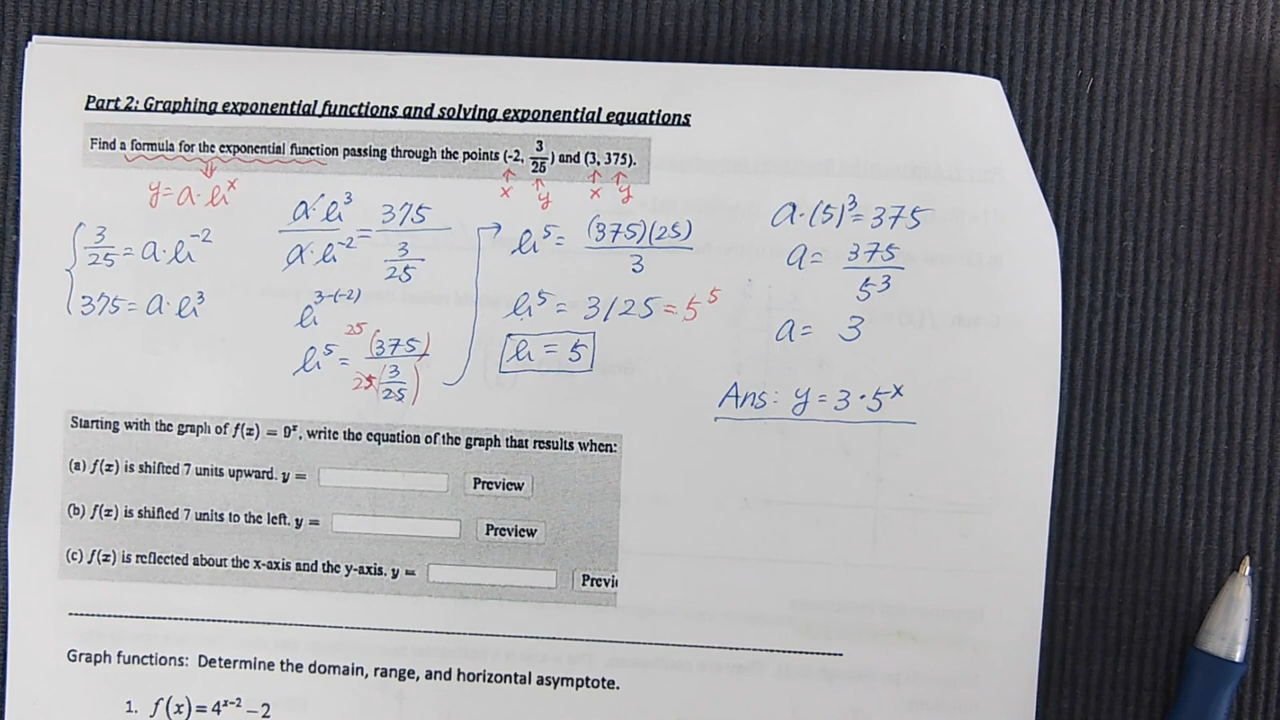 Part 2: Graphing exponential functions and solving exponential equations
Find a formula for the exponential function passing through the points (-2, 3/25) and (3, 375).
x y x y
y=a·b^x
{ 3/25 = a·b^-2
375 = a·b^3
a·b^3 / a·b^-2 = 375 / (3/25)
b^3-(-2)
b^5 = 25(375) / 25(3/25)
b^5 = (375)(25) / 3
b^5 = 3125 = 5^5
b = 5
a·(5)^3 = 375
a = 375 / 5^3
a = 3
Ans: y = 3·5^x
Starting with the graph of f(x) = 9^x, write the equation of the graph that results when:
(a) f(x) is shifted 7 units upward. y = Preview
(b) f(x) is shifted 7 units to the left. y = Preview
(c) f(x) is reflected about the x-axis and the y-axis. y = Previ
Graph functions: Determine the domain, range, and horizontal asymptote.
1. f(x)=4^x-2 – 2